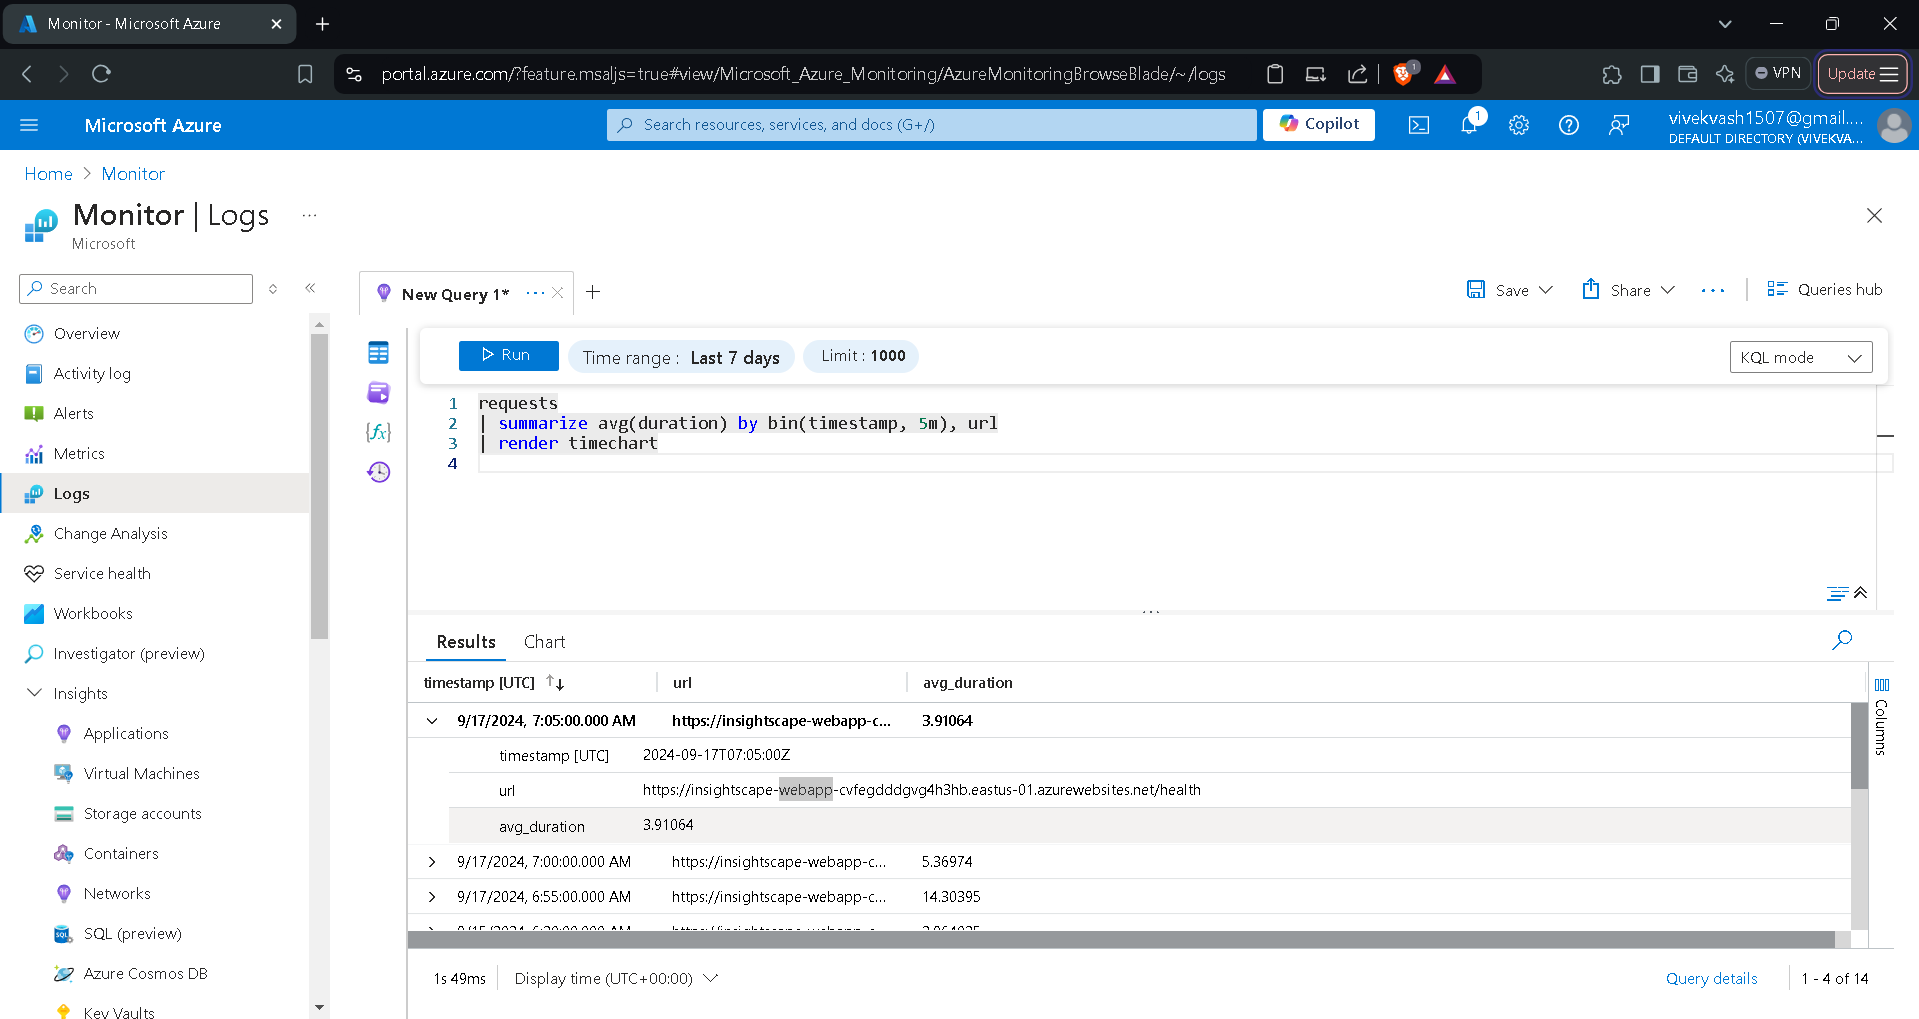 Monitor - Microsoft Azure
portal.azure.com/?feature.msaljs=true#view/Microsoft_Azure_Monitoring/AzureMonitoringBrowseBlade/~/logs
1
VPN
Update
Microsoft Azure
Search resources, services, and docs (G+/)
Copilot
1
vivekvash1507@gmail....
DEFAULT DIRECTORY (VIVEKVA...
Home > Monitor
Monitor | Logs
...
Microsoft
Search
Overview
Activity log
Alerts
Metrics
Logs
Change Analysis
Service health
Workbooks
Investigator (preview)
Insights
Applications
Virtual Machines
Storage accounts
Containers
Networks
SQL (preview)
Azure Cosmos DB
Key Vaults
New Query 1* ...
Save
Share
...
Queries hub
Run
Time range : Last 7 days
Limit : 1000
KQL mode
1 requests
2 | summarize avg(duration) by bin(timestamp, 5m), url
3 | render timechart
4
Results Chart
timestamp [UTC] url avg_duration
9/17/2024, 7:05:00.000 AM https://insightscape-webapp-c... 3.91064
timestamp [UTC] 2024-09-17T07:05:00Z
url https://insightscape-webapp-cvfegdddgvg4h3hb.eastus-01.azurewebsites.net/health
avg_duration 3.91064
9/17/2024, 7:00:00.000 AM https://insightscape-webapp-c... 5.36974
9/17/2024, 6:55:00.000 AM https://insightscape-webapp-c... 14.30395
Columns
1s 49ms
Display time (UTC+00:00)
Query details
1 - 4 of 14